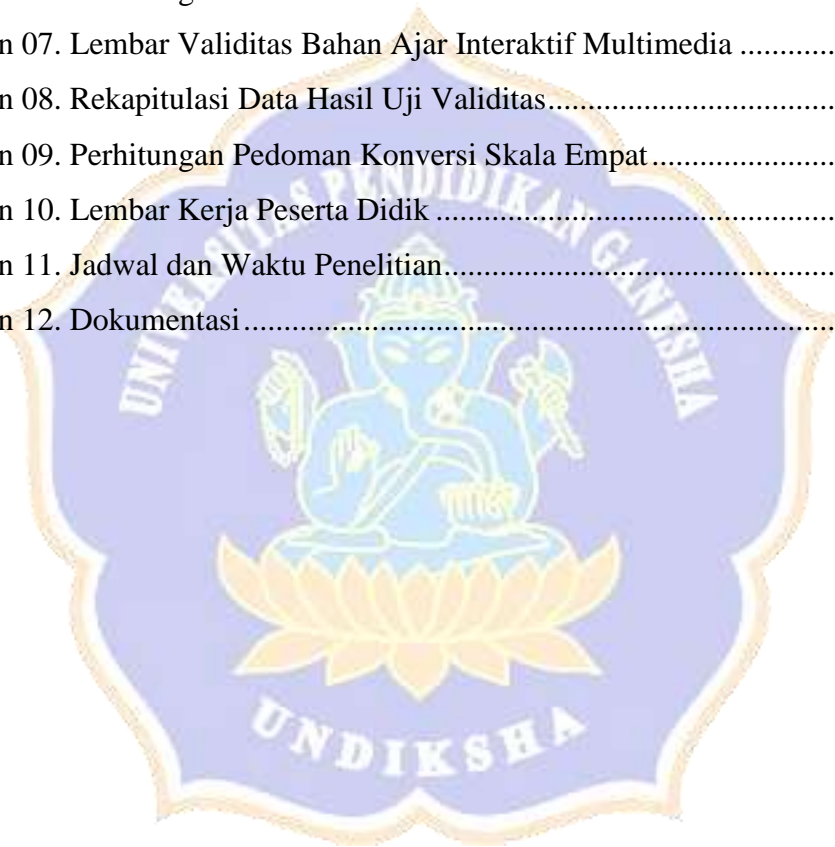 n 07. Lembar Validitas Bahan Ajar Interaktif Multimedia ............
n 08. Rekapitulasi Data Hasil Uji Validitas....................................
n 09. Perhitungan Pedoman Konversi Skala Empat.......................
n 10. Lembar Kerja Peserta Didik ..................................................
n 11. Jadwal dan Waktu Penelitian.................................................
n 12. Dokumentasi..........................................................................
UNIVERSITAS PENDIDIKAN GANESHA
UNDIKSHA